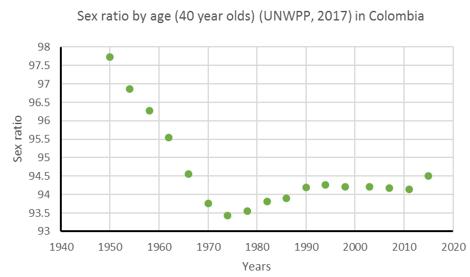 Sex ratio by age (40 year olds) (UNWPP, 2017) in Colombia
98
97.5
97
96.5
96
95.5
95
94.5
94
93.5
93
Sex ratio
1940 1950 1960 1970 1980 1990 2000 2010 2020
Years